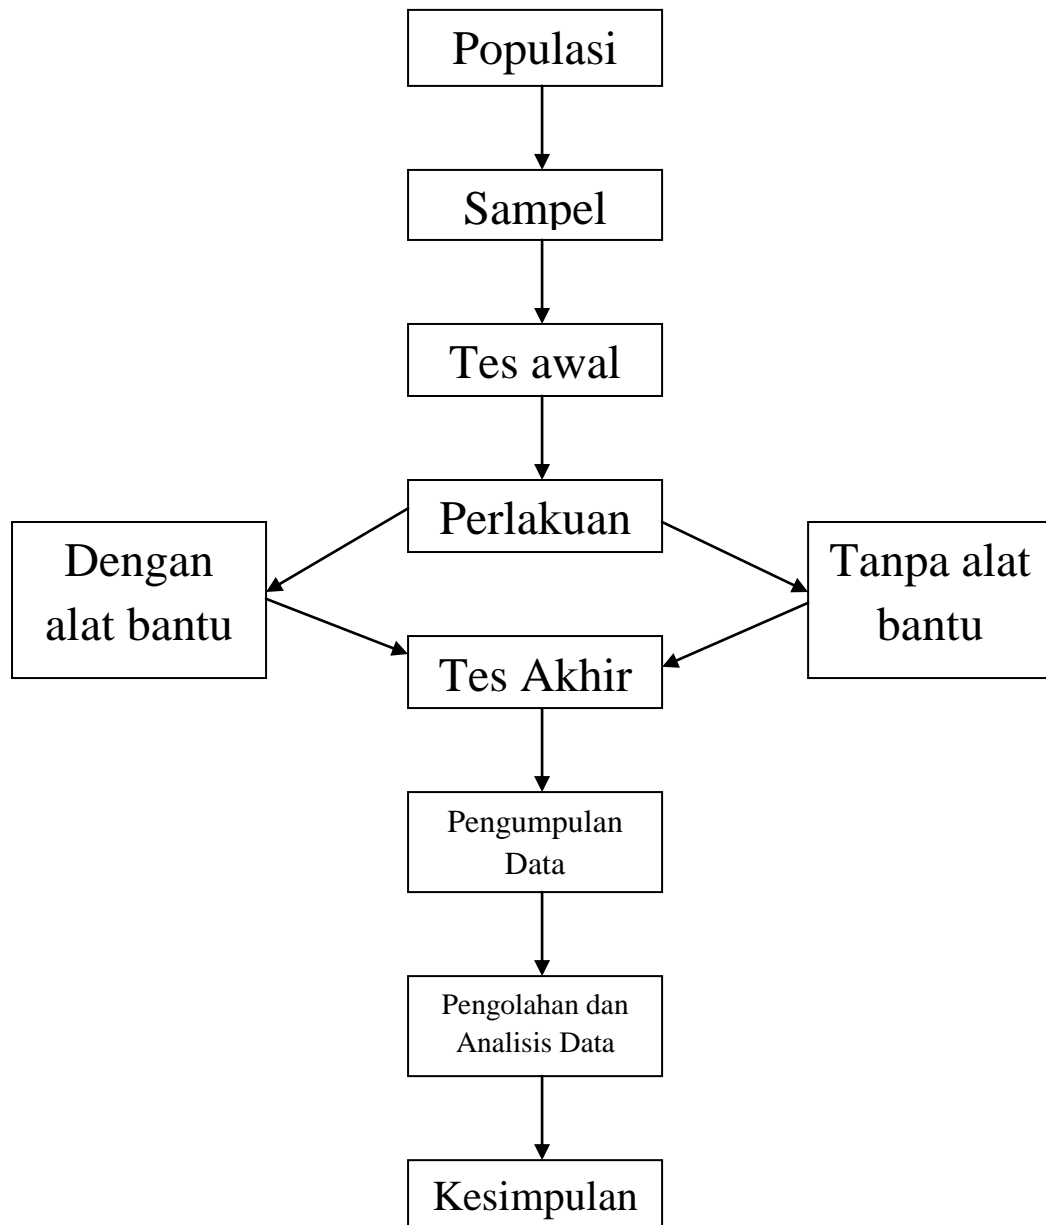 Populasi
Sampel
Tes awal
Perlakuan
Dengan
alat bantu
Tanpa alat
bantu
Tes Akhir
Pengumpulan
Data
Pengolahan dan
Analisis Data
Kesimpulan